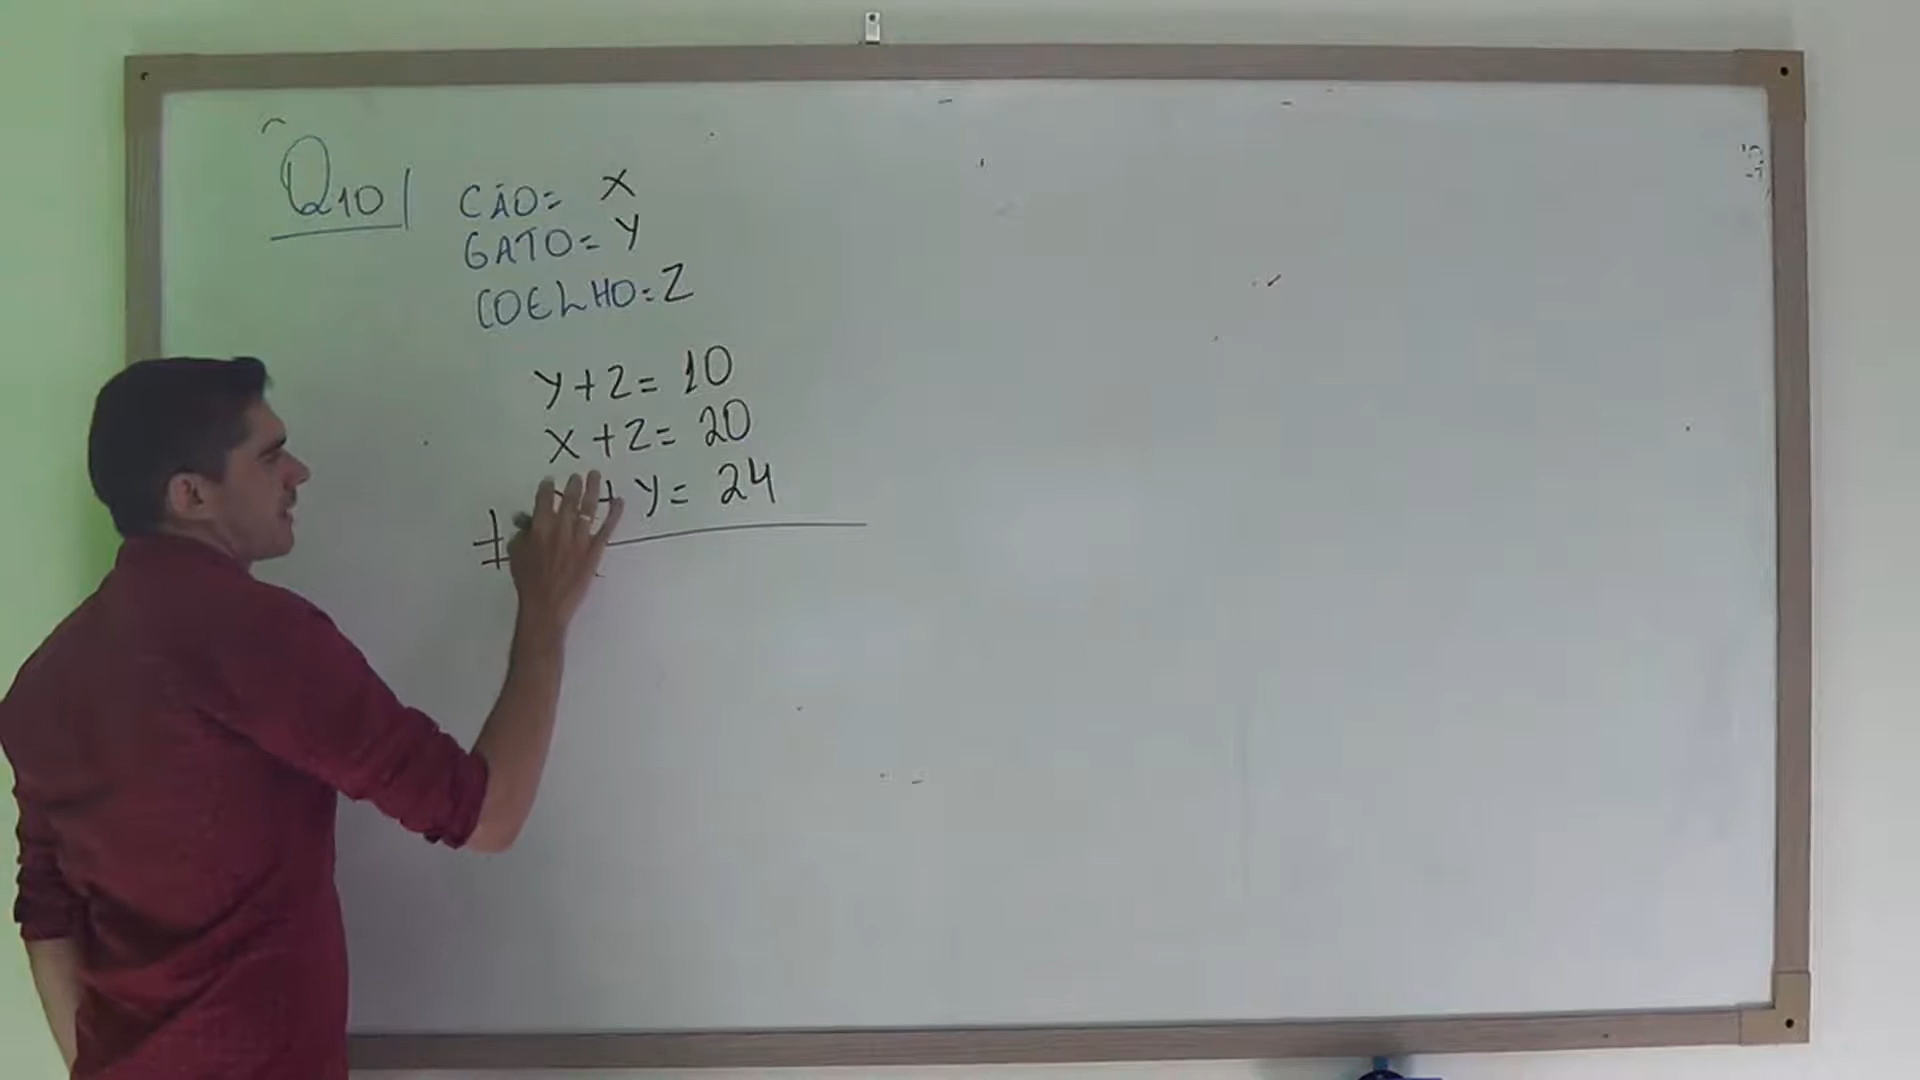 Q10
CÃO= X
GATO= Y
COELHO= Z
Y+Z= 10
X+Z= 20
+ Y= 24
+